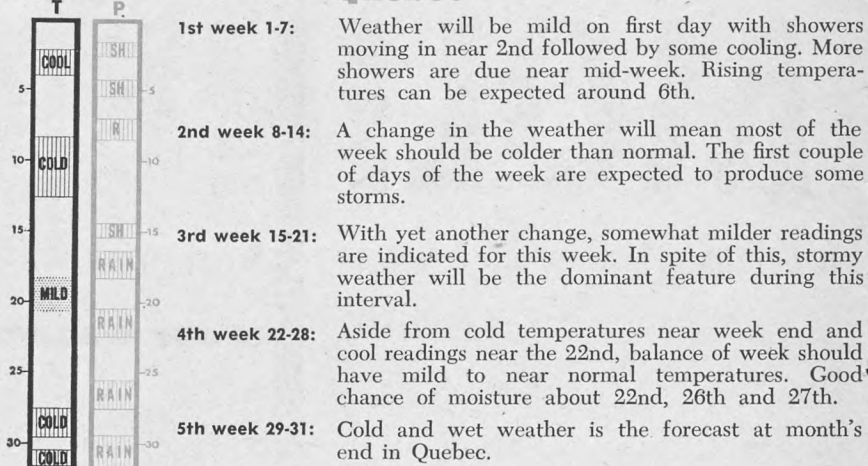 T P
1st week 1-7: Weather will be mild on first day with showers
moving in near 2nd followed by some cooling. More
showers are due near mid-week. Rising tempera-
tures can be expected around 6th.
2nd week 8-14: A change in the weather will mean most of the
week should be colder than normal. The first couple
of days of the week are expected to produce some
storms.
3rd week 15-21: With yet another change, somewhat milder readings
are indicated for this week. In spite of this, stormy
weather will be the dominant feature during this
interval.
4th week 22-28: Aside from cold temperatures near week end and
cool readings near the 22nd, balance of week should
have mild to near normal temperatures. Good
chance of moisture about 22nd, 26th and 27th.
5th week 29-31: Cold and wet weather is the forecast at month's
end in Quebec.
COOL
5
COLD
10
15
MILD
20
25
COLD
30
COLD
SH
SH
5
R
10
SH
15
RAIN
20
RAIN
25
RAIN
30
RAIN